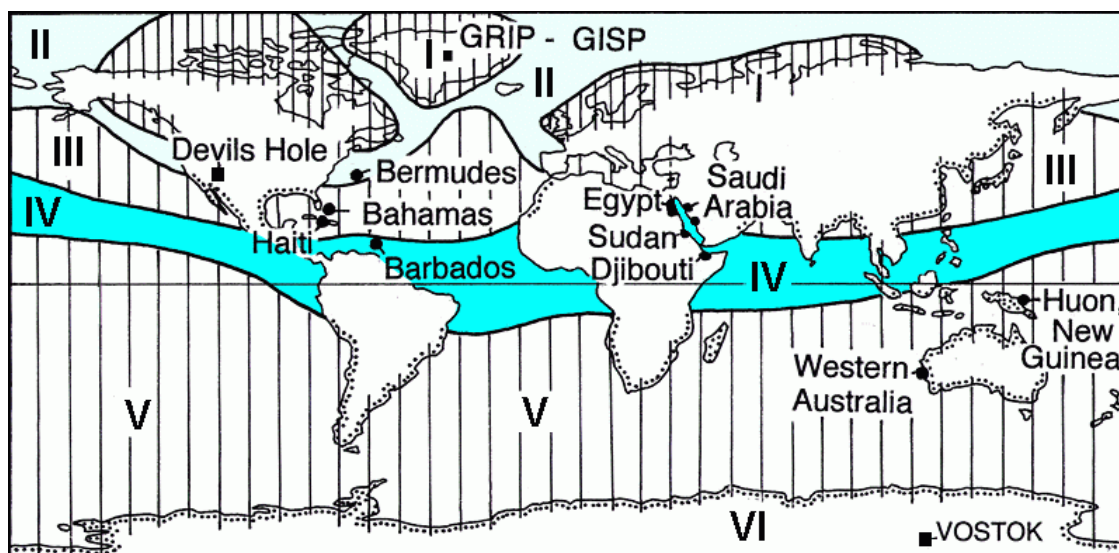 II
I
GRIP - GISP
II
I
III
Devils Hole
Bermudes
Saudi
Arabia
III
IV
Bahamas
Egypt
Haiti
Sudan
Barbados
Djibouti
IV
Huon,
New
Guinea
Western
Australia
V
V
VI
VOSTOK